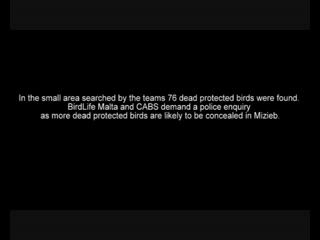 In the small area searched by the teams 76 dead protected birds were found.
BirdLife Malta and CABS demand a police enquiry
as more dead protected birds are likely to be concealed in Mizieb.